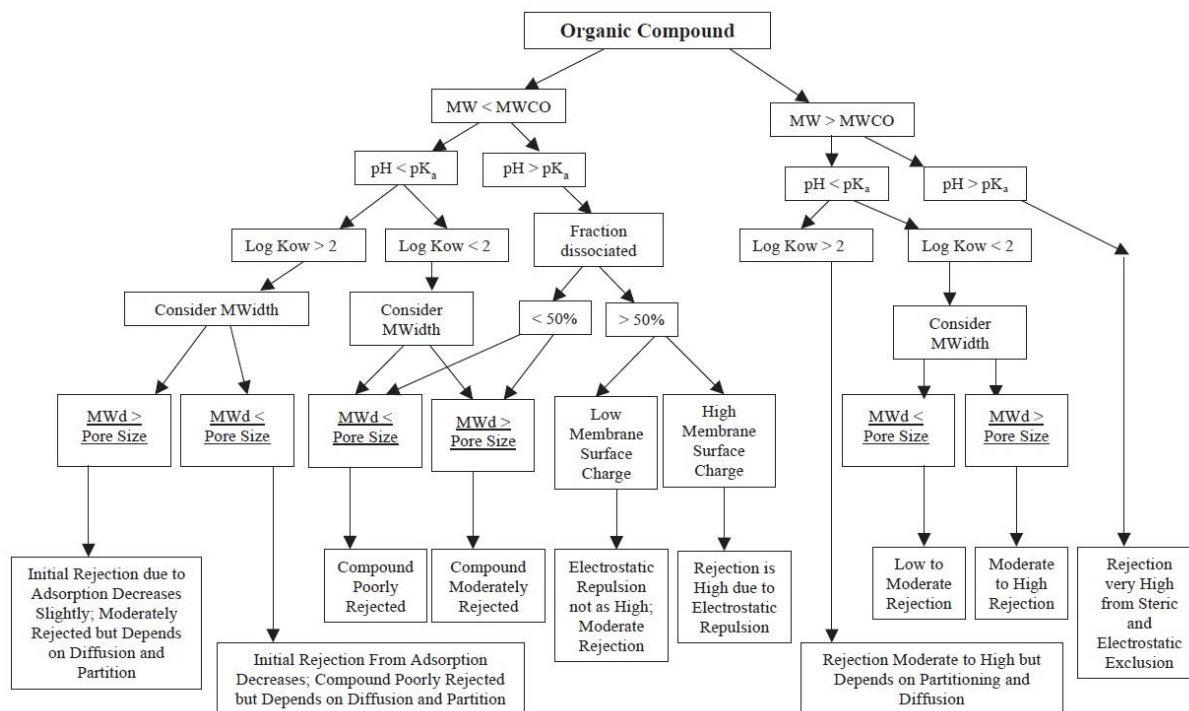 Organic Compound
MW < MWCO
MW > MWCO
pH < pKa
pH > pKa
pH < pKa
pH > pKa
Log Kow > 2
Log Kow < 2
Fraction
dissociated
Log Kow > 2
Log Kow < 2
Consider MWidth
Consider
MWidth
< 50%
> 50%
Consider
MWidth
MWd >
Pore Size
MWd <
Pore Size
MWd <
Pore Size
MWd >
Pore Size
Low
Membrane
Surface
Charge
High
Membrane
Surface
Charge
MWd <
Pore Size
MWd >
Pore Size
Initial Rejection due to
Adsorption Decreases
Slightly; Moderately
Rejected but Depends
on Diffusion and
Partition
Initial Rejection From Adsorption
Decreases; Compound Poorly Rejected
but Depends on Diffusion and Partition
Compound
Poorly
Rejected
Compound
Moderately
Rejected
Electrostatic
Repulsion
not as High;
Moderate
Rejection
Rejection is
High due to
Electrostatic
Repulsion
Rejection Moderate to High but
Depends on Partitioning and
Diffusion
Low to
Moderate
Rejection
Moderate
to High
Rejection
Rejection
very High
from Steric
and
Electrostatic
Exclusion